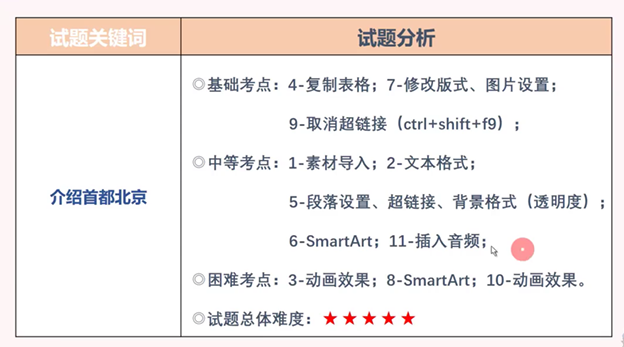 试题关键词
试题分析
介绍首都北京
◎基础考点：4-复制表格；7-修改版式、图片设置；
9-取消超链接（ctrl+shift+f9）；
◎中等考点：1-素材导入；2-文本格式；
5-段落设置、超链接、背景格式（透明度）；
6-SmartArt；11-插入音频；
◎困难考点：3-动画效果；8-SmartArt；10-动画效果。
◎试题总体难度：★★★★★